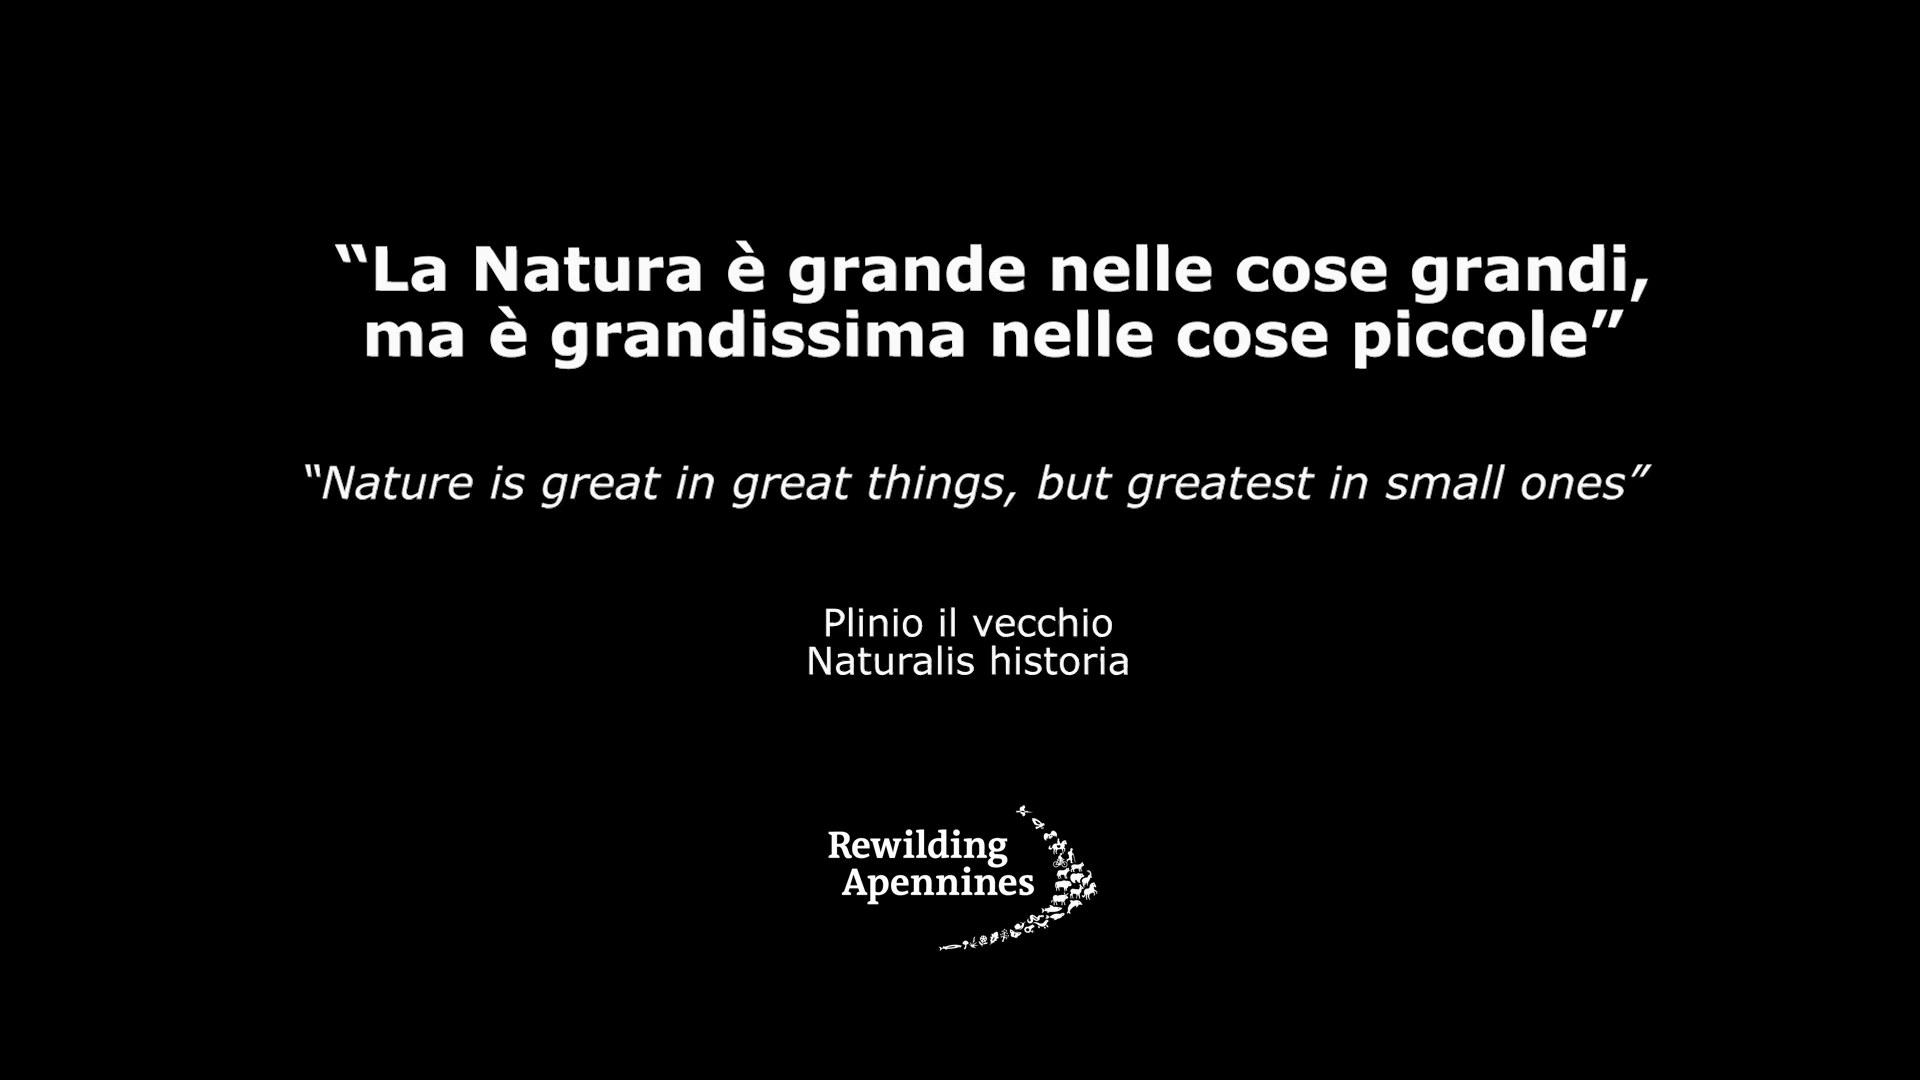 “La Natura è grande nelle cose grandi,
ma è grandissima nelle cose piccole”
“Nature is great in great things, but greatest in small ones”
Plinio il vecchio
Naturalis historia
Rewilding
Apennines